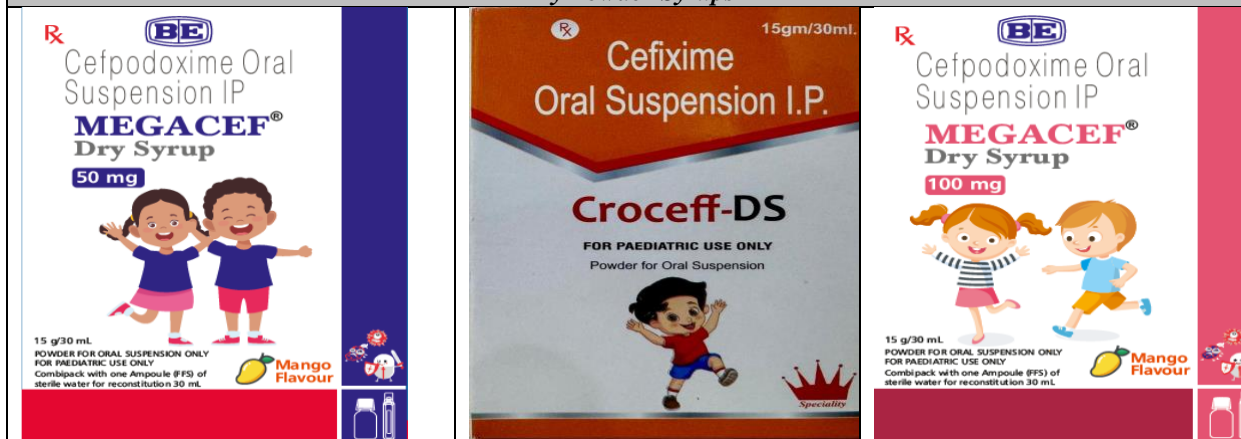 Rx
BE
Cefpodoxime Oral
Suspension IP
MEGACEF®
Dry Syrup
50 mg
15 g/30 mL
POWDER FOR ORAL SUSPENSION ONLY
FOR PAEDIATRIC USE ONLY
Combipack with one Ampoule (FFS) of
sterile water for reconstitution 30 mL
Mango
Flavour
Rx
15gm/30ml.
Cefixime
Oral Suspension I.P.
Croceff-DS
FOR PAEDIATRIC USE ONLY
Powder for Oral Suspension
Speciality
Rx
BE
Cefpodoxime Oral
Suspension IP
MEGACEF®
Dry Syrup
100 mg
15 g/30 mL
POWDER FOR ORAL SUSPENSION ONLY
FOR PAEDIATRIC USE ONLY
Combipack with one Ampoule (FFS) of
sterile water for reconstitution 30 mL
Mango
Flavour